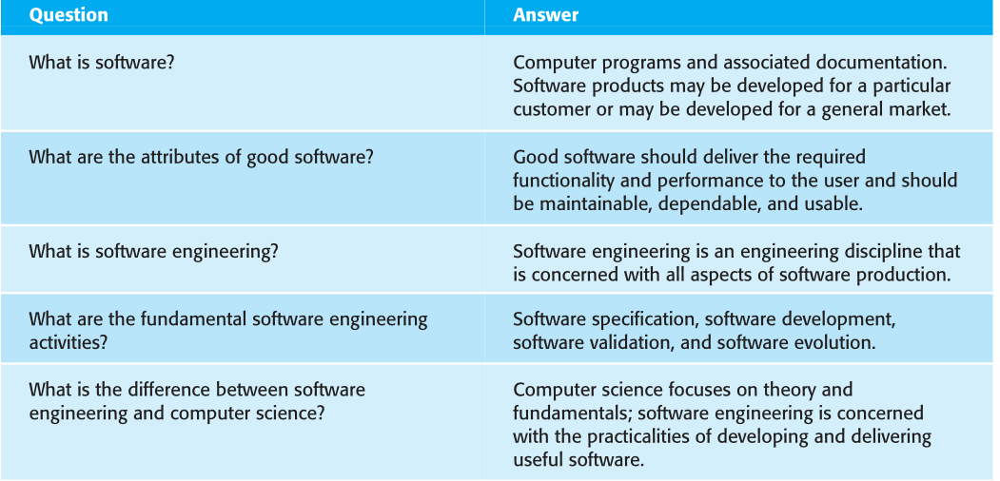 Question
Answer
What is software?
Computer programs and associated documentation.
Software products may be developed for a particular
customer or may be developed for a general market.
What are the attributes of good software?
Good software should deliver the required
functionality and performance to the user and should
be maintainable, dependable, and usable.
What is software engineering?
Software engineering is an engineering discipline that
is concerned with all aspects of software production.
What are the fundamental software engineering
activities?
Software specification, software development,
software validation, and software evolution.
What is the difference between software
engineering and computer science?
Computer science focuses on theory and
fundamentals; software engineering is concerned
with the practicalities of developing and delivering
useful software.